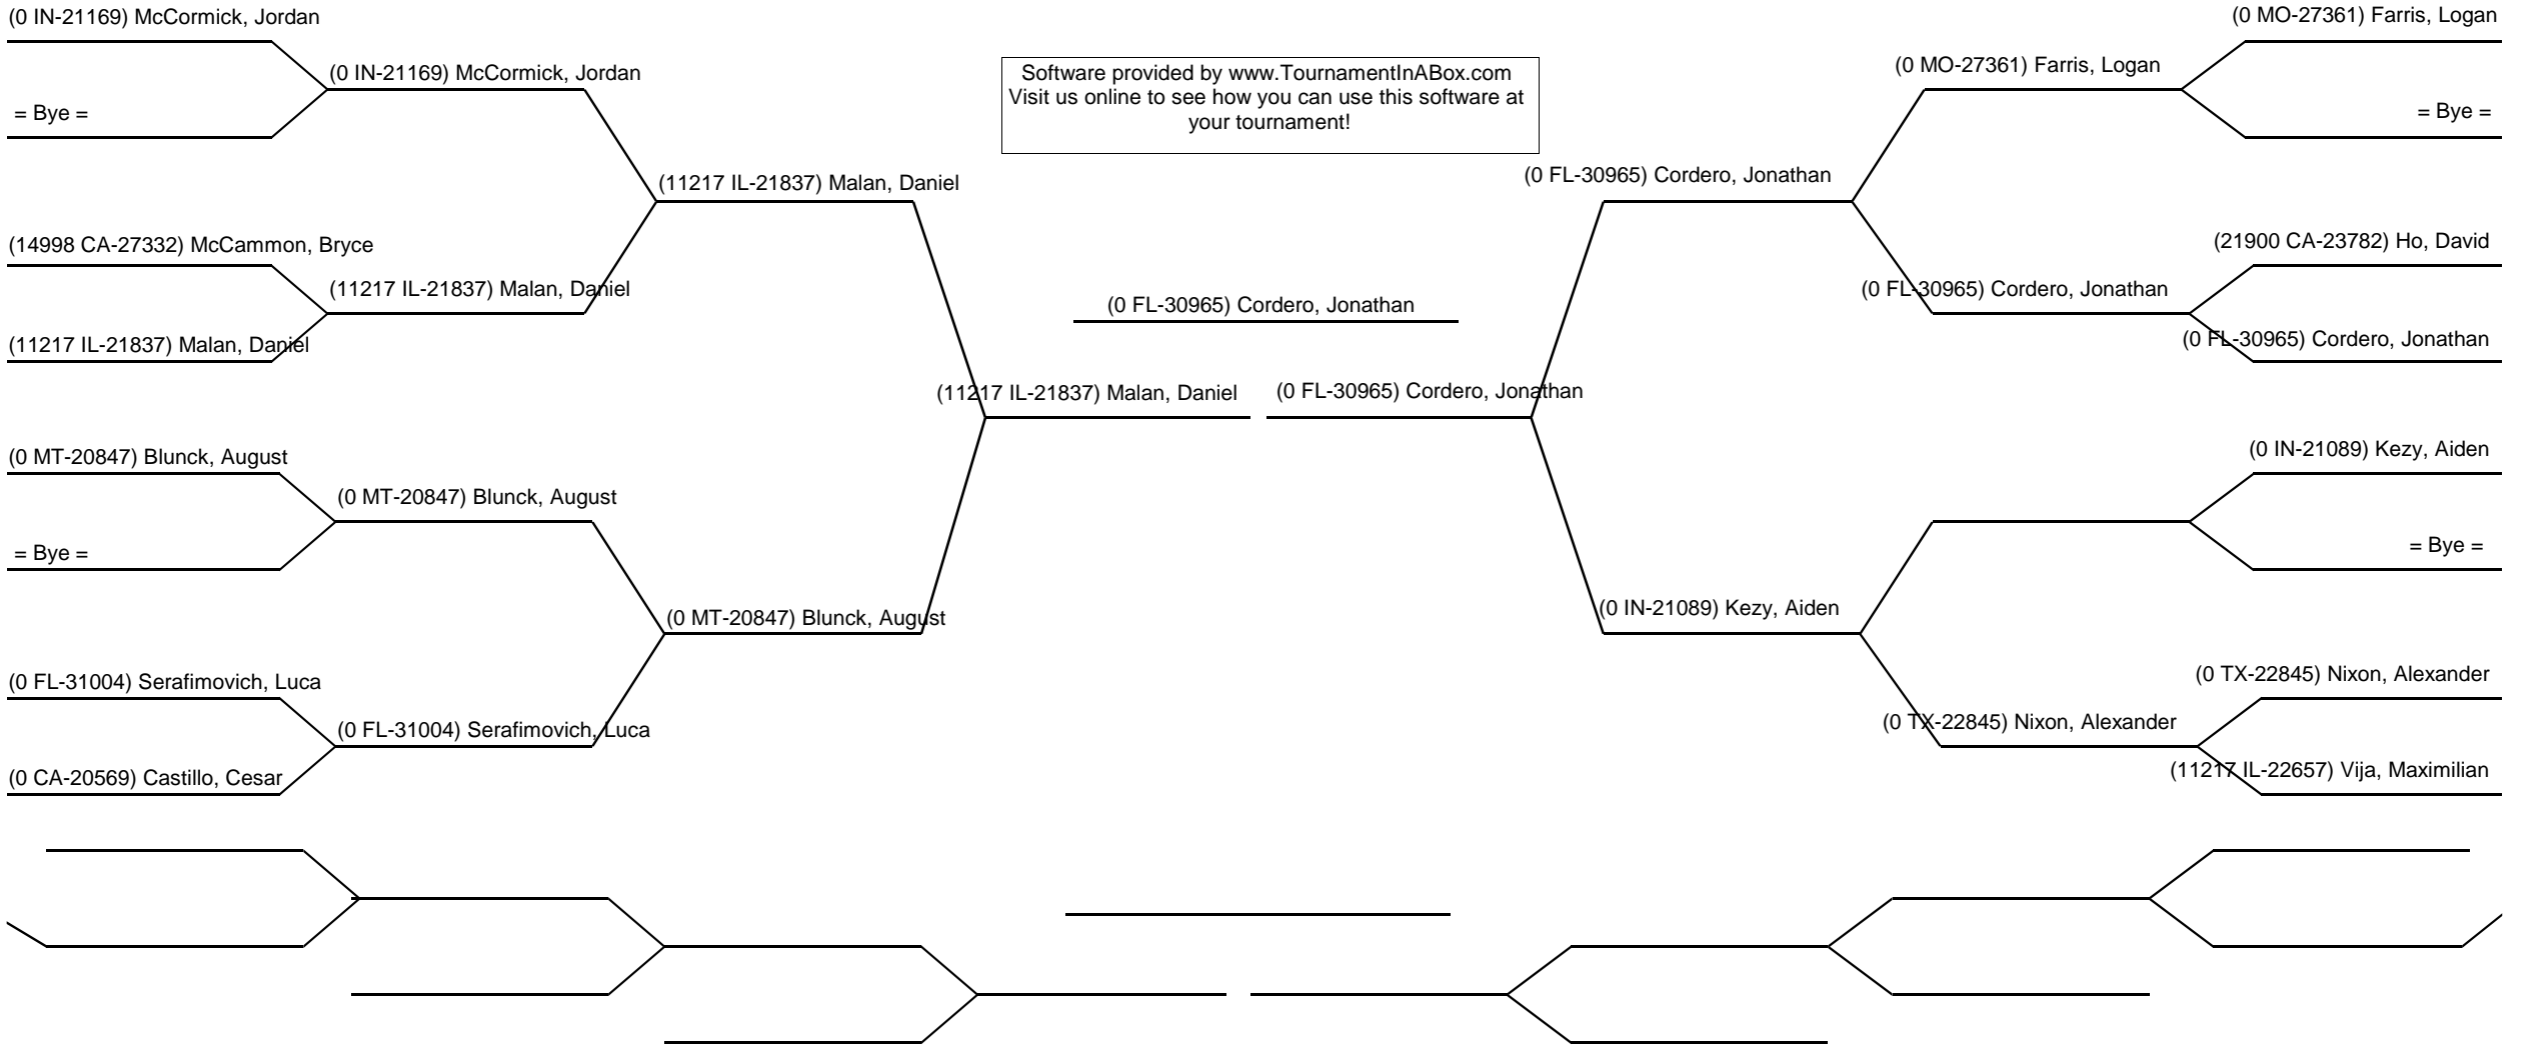 (0 IN-21169) McCormick, Jordan
(0 IN-21169) McCormick, Jordan
= Bye =
(11217 IL-21837) Malan, Daniel
(14998 CA-27332) McCammon, Bryce
(11217 IL-21837) Malan, Daniel
(11217 IL-21837) Malan, Daniel
(0 MT-20847) Blunck, August
(0 MT-20847) Blunck, August
= Bye =
(0 MT-20847) Blunck, August
(0 FL-31004) Serafimovich, Luca
(0 FL-31004) Serafimovich, Luca
(0 CA-20569) Castillo, Cesar
Software provided by www.TournamentInABox.com
Visit us online to see how you can use this software at
your tournament!
(0 FL-30965) Cordero, Jonathan
(11217 IL-21837) Malan, Daniel
(0 FL-30965) Cordero, Jonathan
(0 MO-27361) Farris, Logan
(0 MO-27361) Farris, Logan
= Bye =
(0 FL-30965) Cordero, Jonathan
(21900 CA-23782) Ho, David
(0 FL-30965) Cordero, Jonathan
(0 FL-30965) Cordero, Jonathan
(0 IN-21089) Kezy, Aiden
= Bye =
(0 IN-21089) Kezy, Aiden
(0 TX-22845) Nixon, Alexander
(0 TX-22845) Nixon, Alexander
(11217 IL-22657) Vija, Maximilian